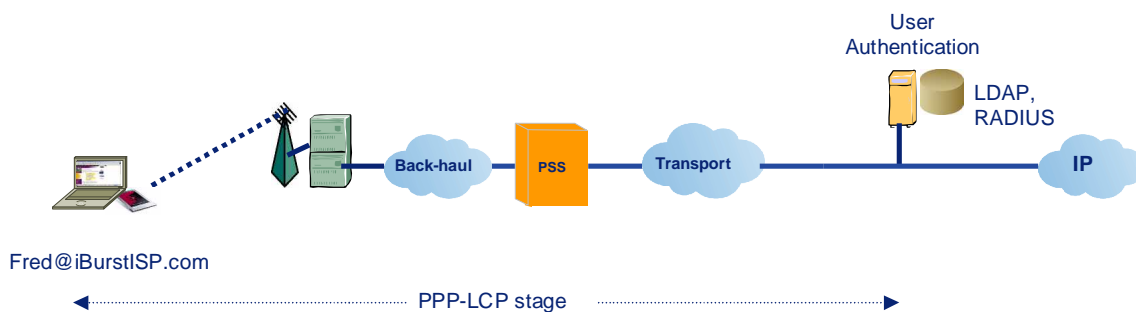 User
Authentication
LDAP,
RADIUS
Back-haul
PSS
Transport
IP
Fred@iBurstISP.com
PPP-LCP stage